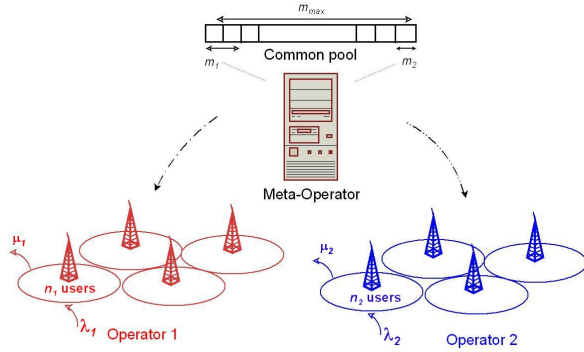 m_max
Common pool
m_1
m_2
Meta-Operator
μ_1
μ_2
n_1 users
n_2 users
λ_1
Operator 1
λ_2
Operator 2